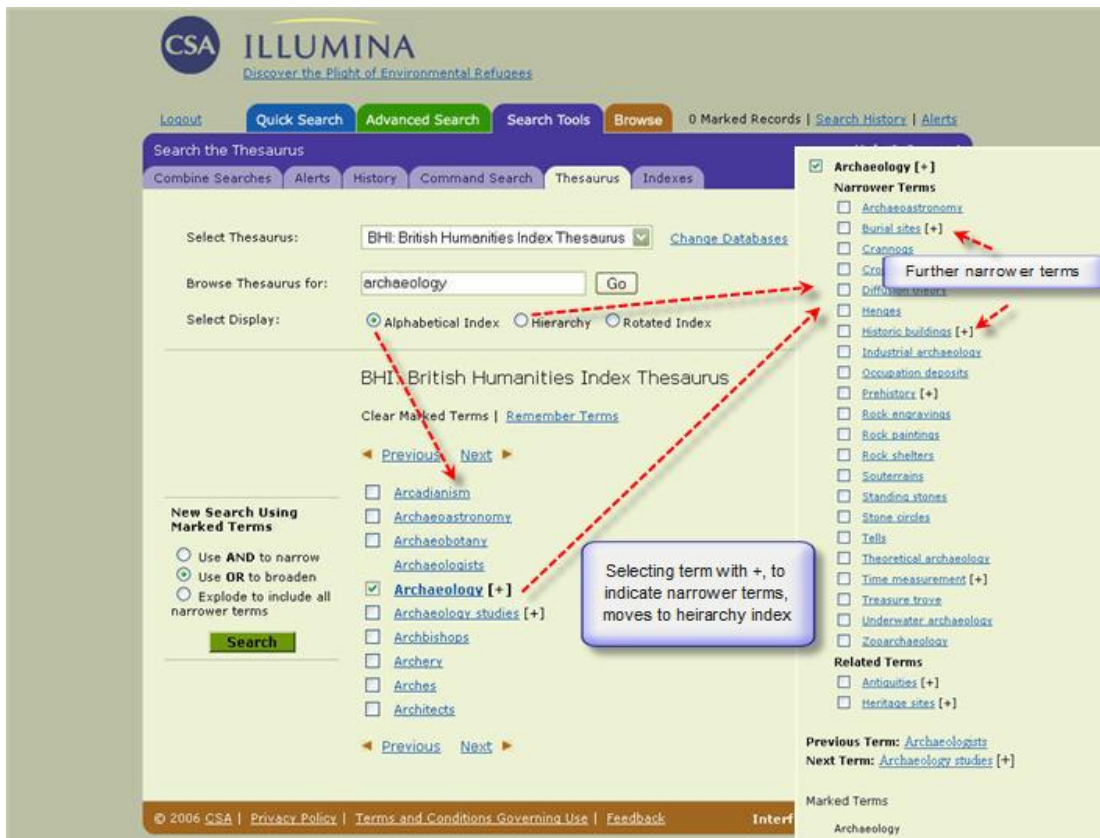 CSA ILLUMINA
Discover the Plight of Environmental Refugees
Logout Quick Search Advanced Search Search Tools Browse 0 Marked Records | Search History | Alerts
Search the Thesaurus
Combine Searches Alerts History Command Search Thesaurus Indexes
Select Thesaurus: BHI: British Humanities Index Thesaurus Change Databases
Browse Thesaurus for: archaeology Go
Select Display: Alphabetical Index Hierarchy Rotated Index
BHI: British Humanities Index Thesaurus
Clear Marked Terms | Remember Terms
Previous Next
Arcadianism
Archaeoastronomy
Archaeobotany
Archaeologists
Archaeology [+]
Archaeology studies [+]
Archbishops
Archery
Arches
Architects
Previous Next
New Search Using
Marked Terms
Use AND to narrow
Use OR to broaden
Explode to include all
narrower terms
Search
Selecting term with +, to
indicate narrower terms,
moves to heirarchy index
Archaeology [+]
Narrower Terms
Archaeoastronomy
Burial sites [+]
Crannogs
Further narrower terms
Diffusion theory
Henges
Historic buildings [+]
Industrial archaeology
Occupation deposits
Prehistory [+]
Rock engravings
Rock paintings
Rock shelters
Souterrains
Standing stones
Stone circles
Tells
Theoretical archaeology
Time measurement [+]
Treasure trove
Underwater archaeology
Zooarchaeology
Related Terms
Antiquities [+]
Heritage sites [+]
Previous Term: Archaeologists
Next Term: Archaeology studies [+]
Marked Terms
Archaeology
© 2006 CSA | Privacy Policy | Terms and Conditions Governing Use | Feedback Interf